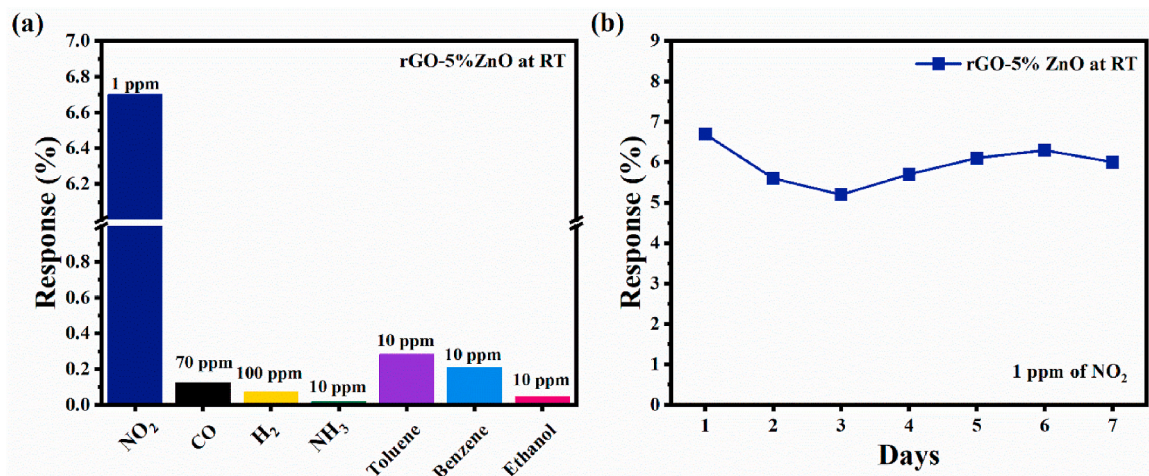 (a)
rGO-5%ZnO at RT
Response (%)
7.0
6.8
6.6
6.4
6.2
0.8
0.6
0.4
0.2
0.0
1 ppm
70 ppm
100 ppm
10 ppm
10 ppm
10 ppm
10 ppm
NO₂
CO
H₂
NH₃
Toluene
Benzene
Ethanol
(b)
rGO-5% ZnO at RT
Response (%)
9
8
7
6
5
4
3
2
1
0
1 ppm of NO₂
1 2 3 4 5 6 7
Days